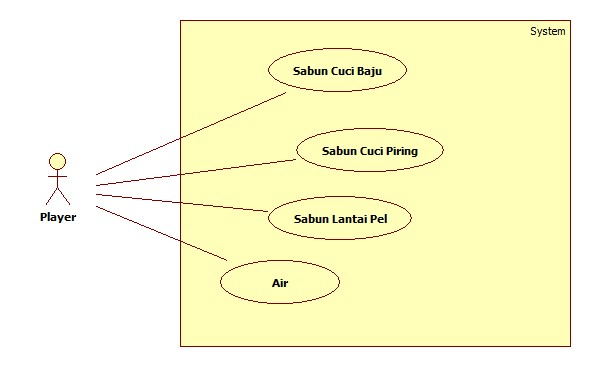 System
Sabun Cuci Baju
Sabun Cuci Piring
Player
Sabun Lantai Pel
Air